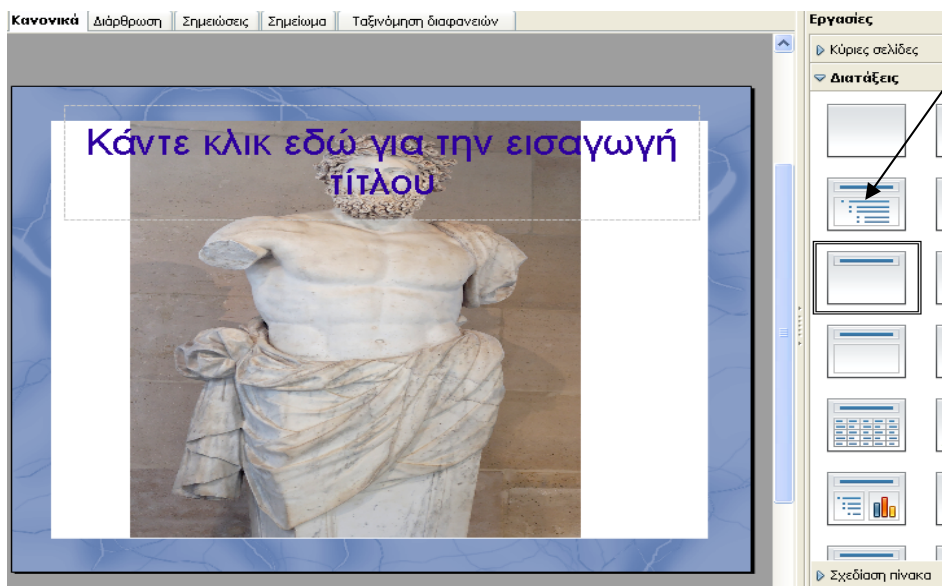 Κανονικά Διάρθρωση Σημειώσεις Σημείωμα Ταξινόμηση διαφανειών
Κάντε κλικ εδώ για την εισαγωγή
τίτλου
Εργασίες
Κύριες σελίδες
Διατάξεις
Σχεδίαση πίνακα